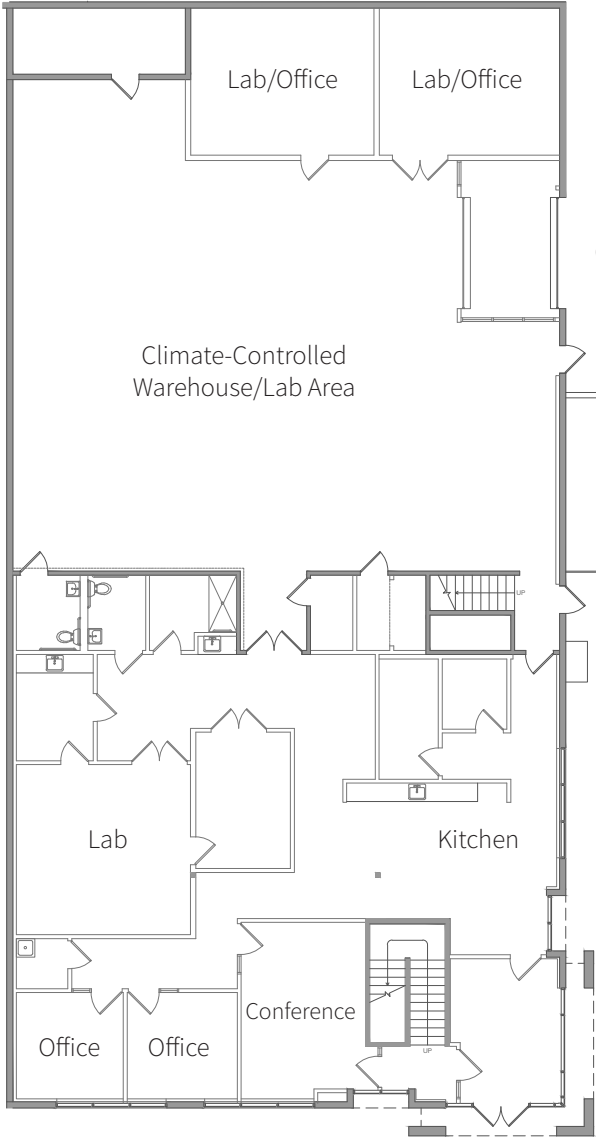 Lab/Office
Lab/Office
Climate-Controlled
Warehouse/Lab Area
UP
Lab
Kitchen
Conference
Office
Office
UP